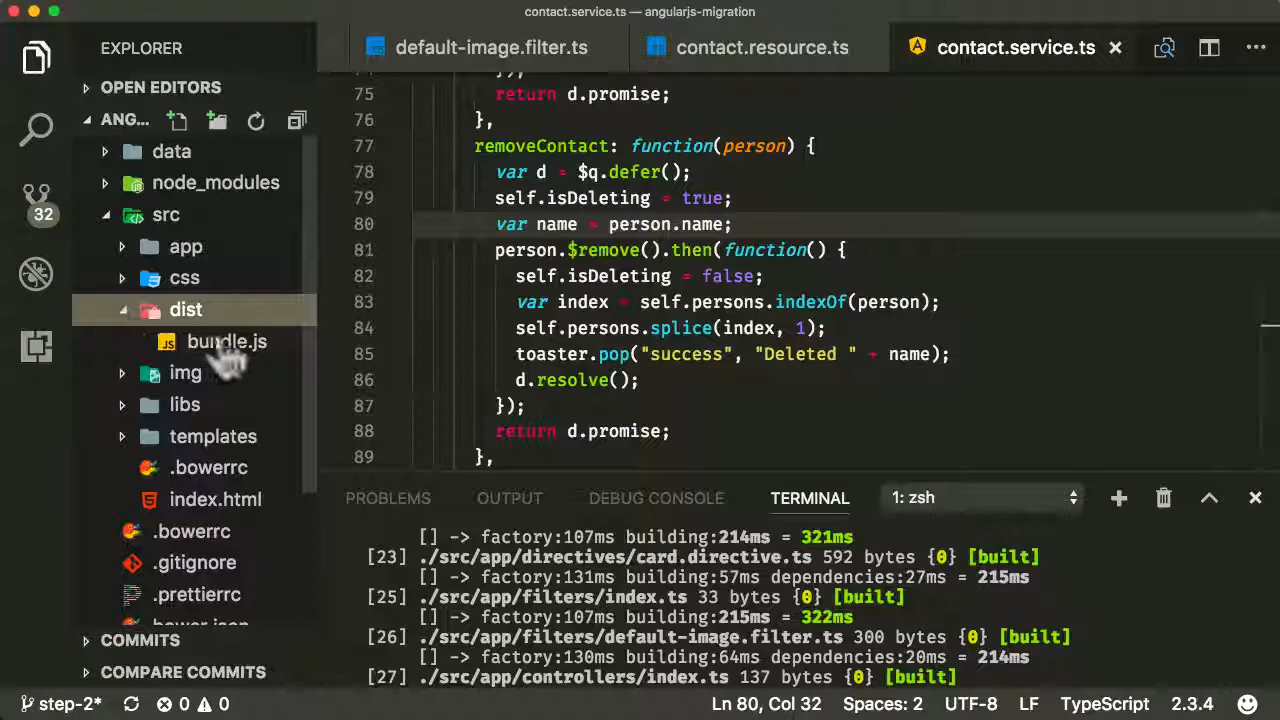 contact.service.ts — angularjs-migration
EXPLORER
default-image.filter.ts
contact.resource.ts
contact.service.ts
OPEN EDITORS
ANG...
data
node_modules
src
app
css
dist
bundle.js
img
libs
templates
.bowerrc
index.html
.bowerrc
.gitignore
.prettierrc
bower.json
COMMITS
COMPARE COMMITS
32
75 return d.promise;
76 },
77 removeContact: function(person) {
78 var d = $q.defer();
79 self.isDeleting = true;
80 var name = person.name;
81 person.$remove().then(function() {
82 self.isDeleting = false;
83 var index = self.persons.indexOf(person);
84 self.persons.splice(index, 1);
85 toaster.pop("success", "Deleted " + name);
86 d.resolve();
87 });
88 return d.promise;
89 },
PROBLEMS OUTPUT DEBUG CONSOLE TERMINAL 1: zsh
[] -> factory:107ms building:214ms = 321ms
[23] ./src/app/directives/card.directive.ts 592 bytes {0} [built]
[] -> factory:131ms building:57ms dependencies:27ms = 215ms
[25] ./src/app/filters/index.ts 33 bytes {0} [built]
[] -> factory:107ms building:215ms = 322ms
[26] ./src/app/filters/default-image.filter.ts 300 bytes {0} [built]
[] -> factory:130ms building:64ms dependencies:20ms = 214ms
[27] ./src/app/controllers/index.ts 137 bytes {0} [built]
step-2* 0 0 Ln 80, Col 32 Spaces: 2 UTF-8 LF TypeScript 2.3.4